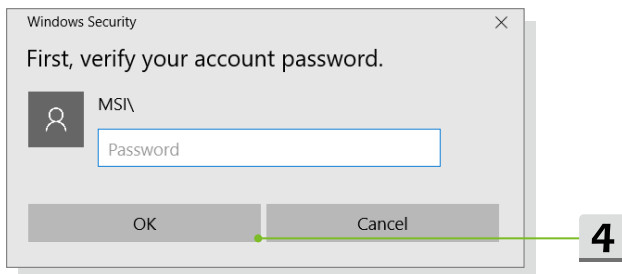 Windows Security
First, verify your account password.
MSI\
Password
OK Cancel
4